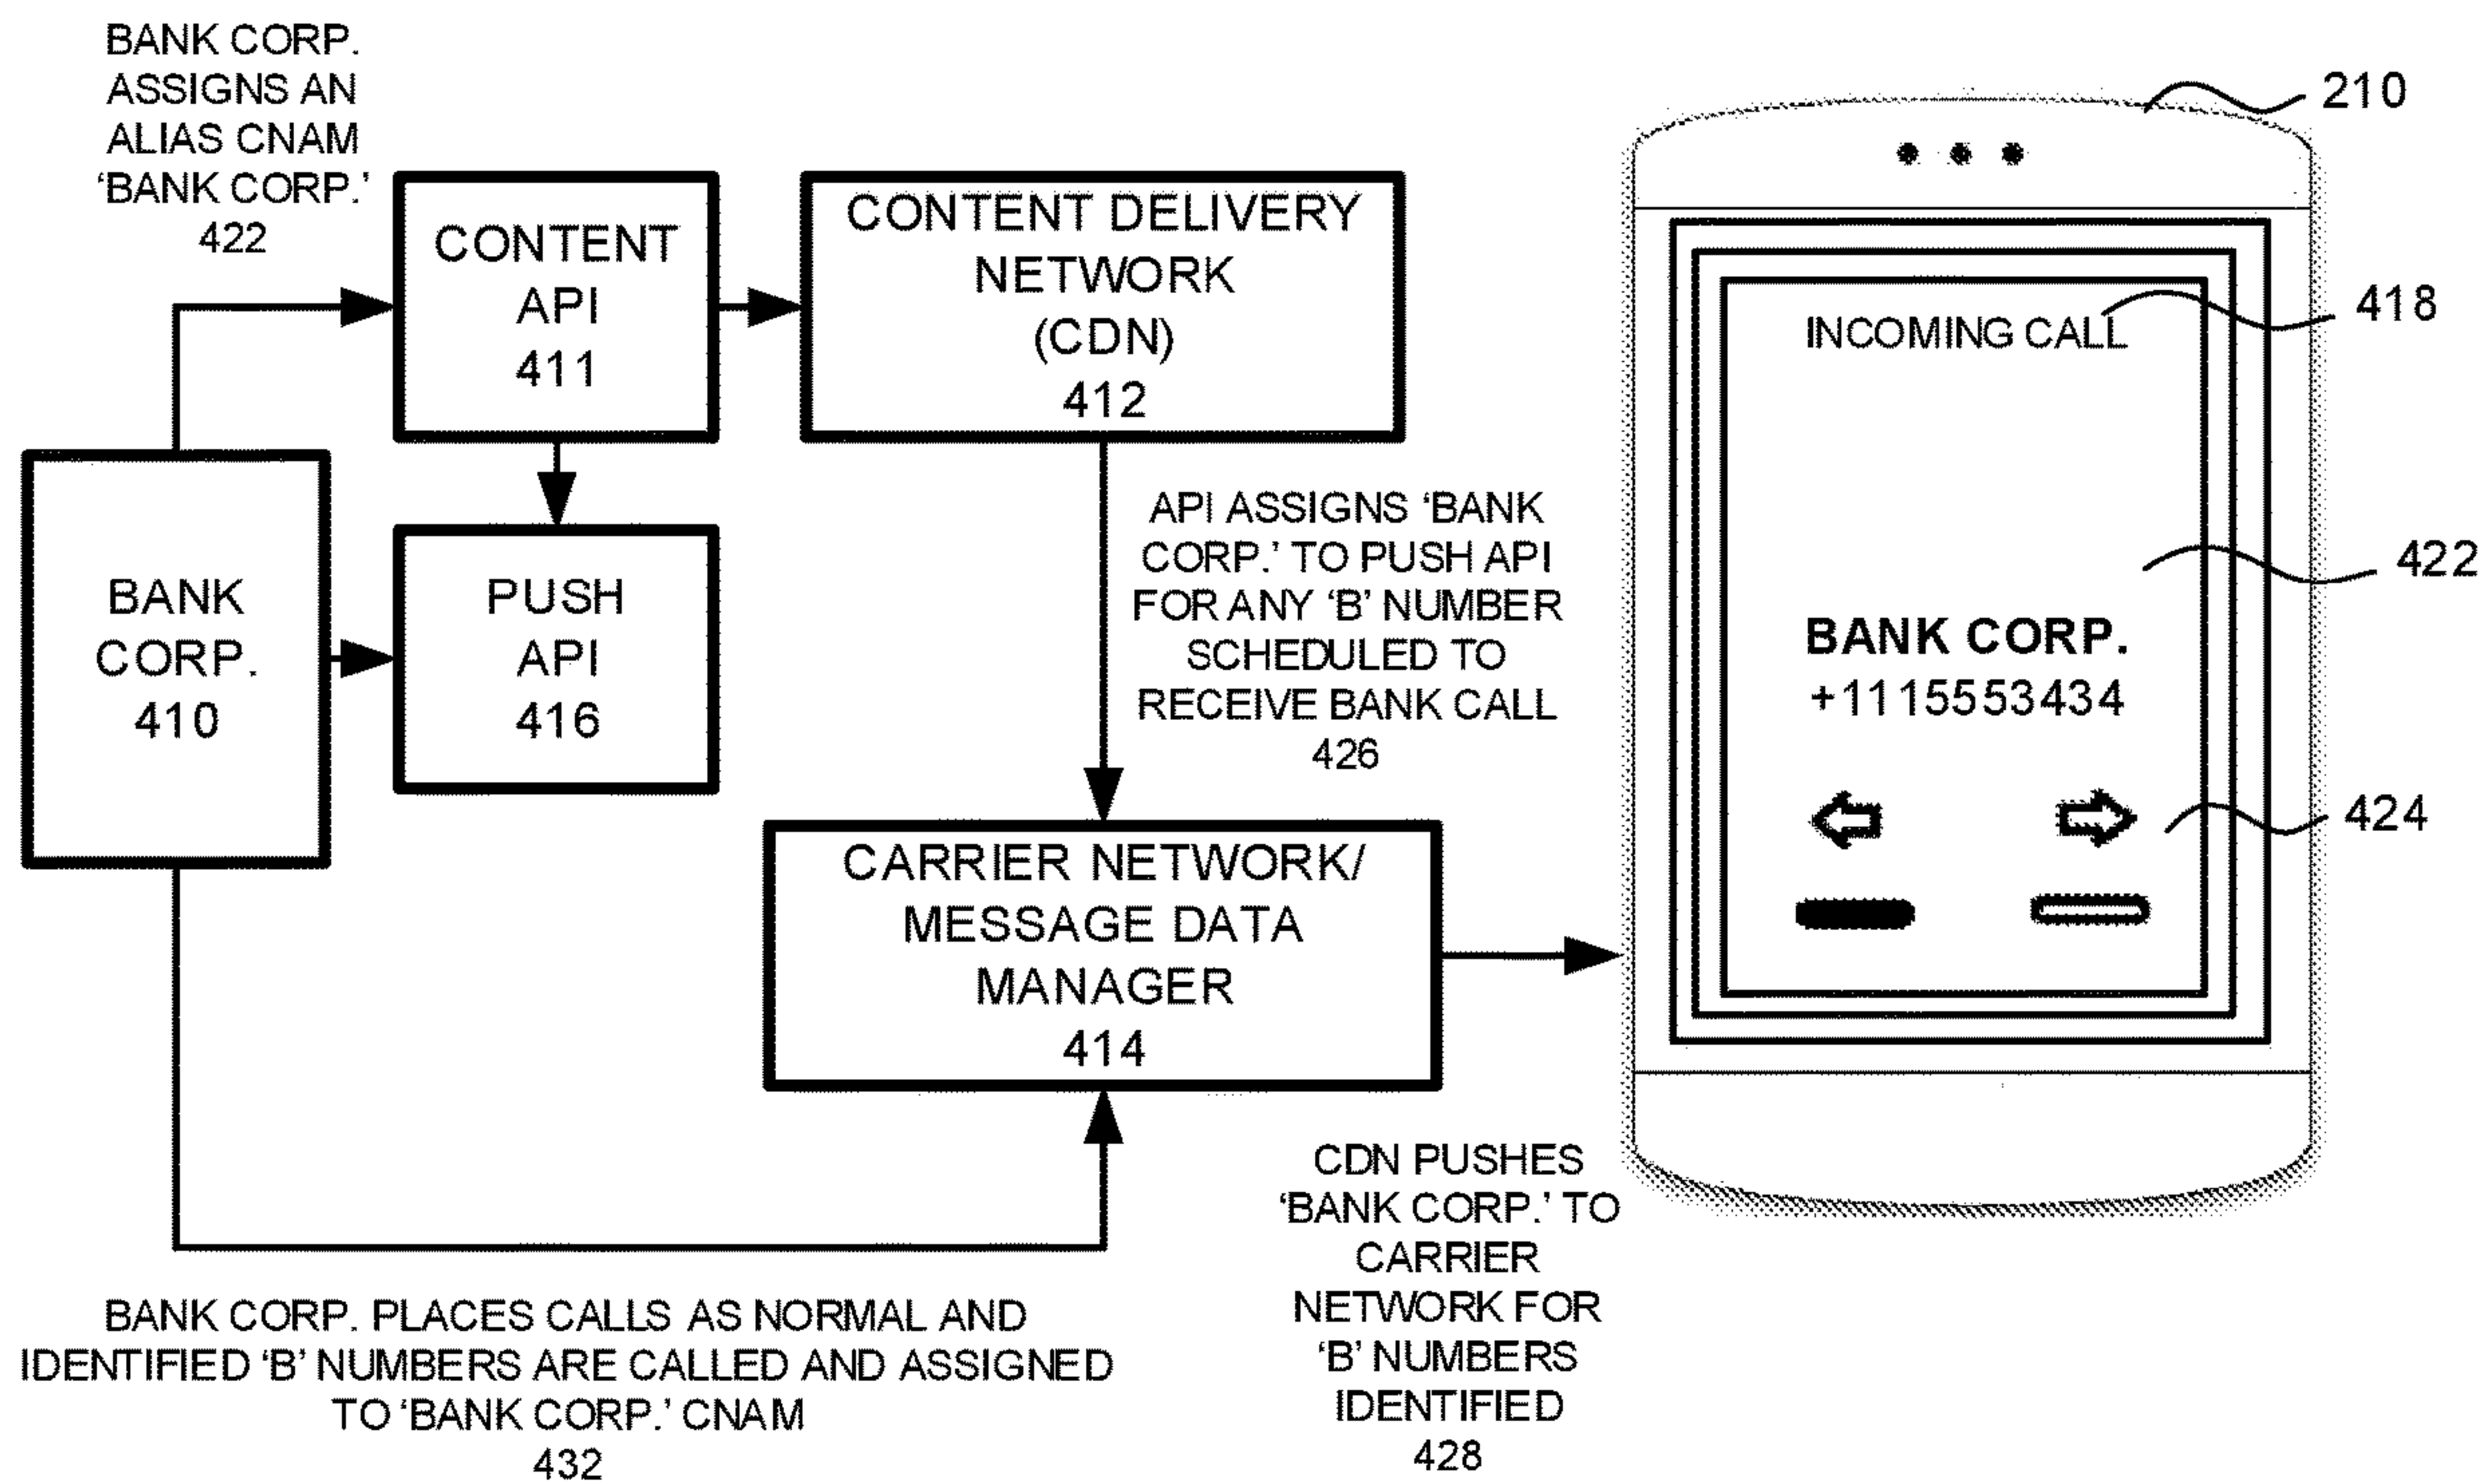 BANK CORP.
ASSIGNS AN
ALIAS CNAM
‘BANK CORP.’
422
CONTENT
API
411
CONTENT DELIVERY
NETWORK
(CDN)
412
BANK
CORP.
410
PUSH
API
416
API ASSIGNS ‘BANK
CORP.’ TO PUSH API
FOR ANY ‘B’ NUMBER
SCHEDULED TO
RECEIVE BANK CALL
426
CARRIER NETWORK/
MESSAGE DATA
MANAGER
414
BANK CORP. PLACES CALLS AS NORMAL AND
IDENTIFIED ‘B’ NUMBERS ARE CALLED AND ASSIGNED
TO ‘BANK CORP.’ CNAM
432
CDN PUSHES
‘BANK CORP.’ TO
CARRIER
NETWORK FOR
‘B’ NUMBERS
IDENTIFIED
428
210
INCOMING CALL
418
422
BANK CORP.
+1115553434
424